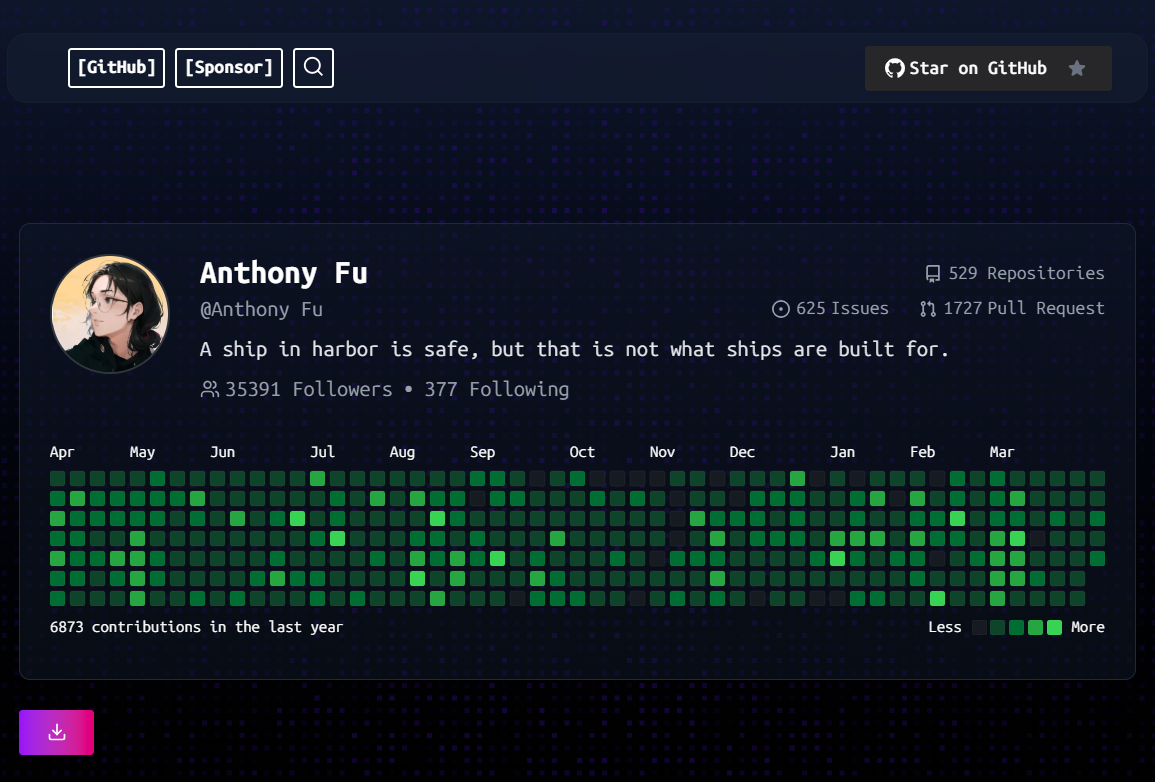 [GitHub] [Sponsor] Star on GitHub
Anthony Fu
529 Repositories
@Anthony Fu
625 Issues 1727 Pull Request
A ship in harbor is safe, but that is not what ships are built for.
35391 Followers • 377 Following
Apr May Jun Jul Aug Sep Oct Nov Dec Jan Feb Mar
6873 contributions in the last year
Less More